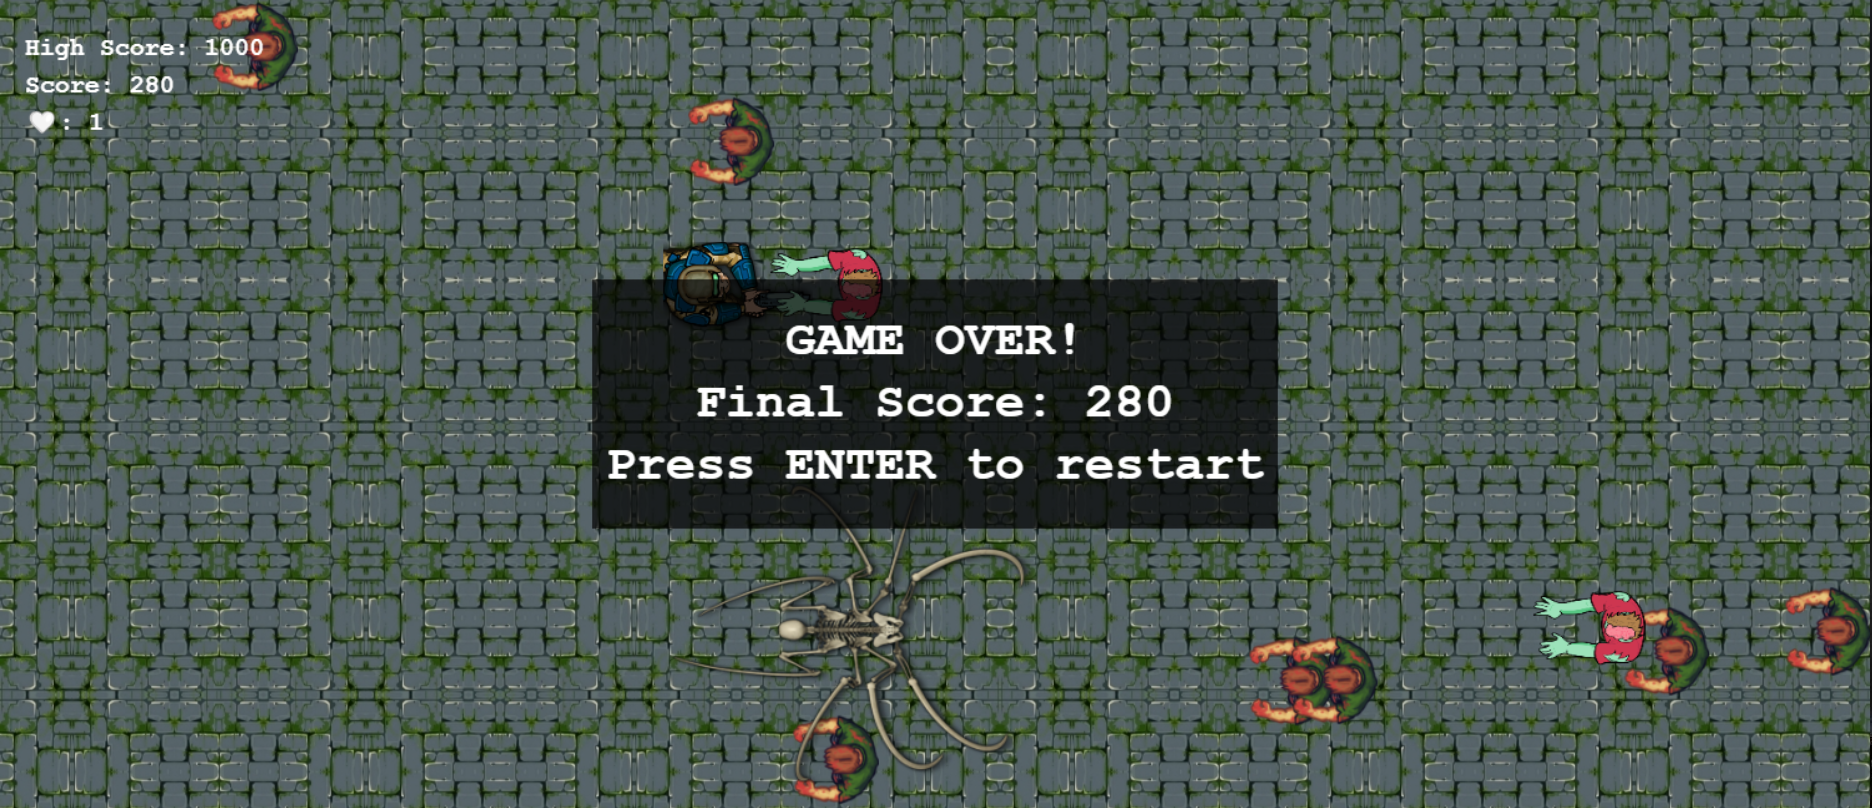 High Score: 1000
Score: 280
🤍: 1
GAME OVER!
Final Score: 280
Press ENTER to restart